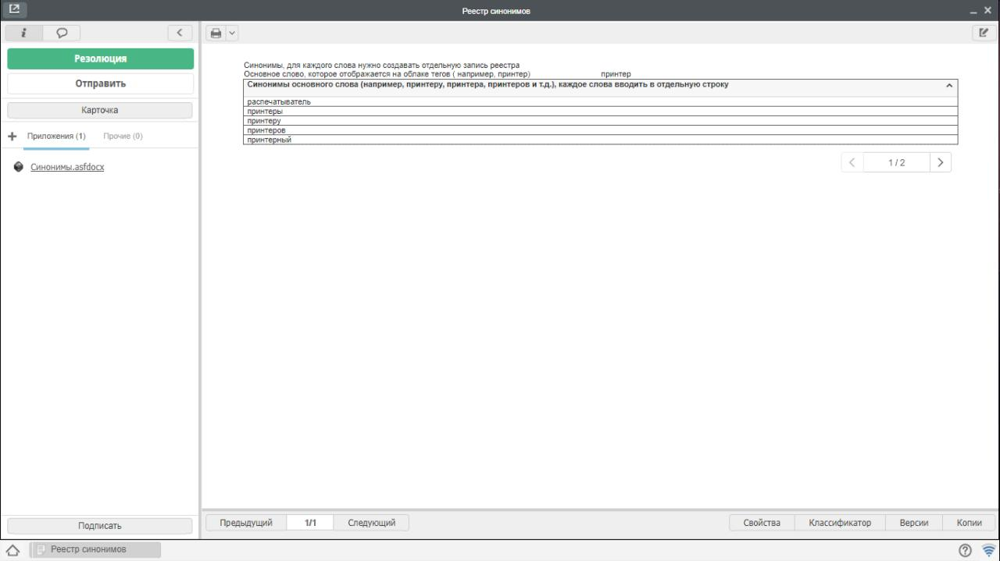 Реестр синонимов
Резолюция
Отправить
Карточка
Приложения (1) Прочие (0)
Синонимы.asfdocx
Подписать
Синонимы, для каждого слова нужно создавать отдельную запись реестра
Основное слово, которое отображается на облаке тегов ( например, принтер) принтер
Синонимы основного слова (например, принтеру, принтера, принтеров и т.д.), каждое слова вводить в отдельную строку
распечатыватель
принтеры
принтеру
принтеров
принтерный
1 / 2
Предыдущий 1/1 Следующий Свойства Классификатор Версии Копии
Реестр синонимов